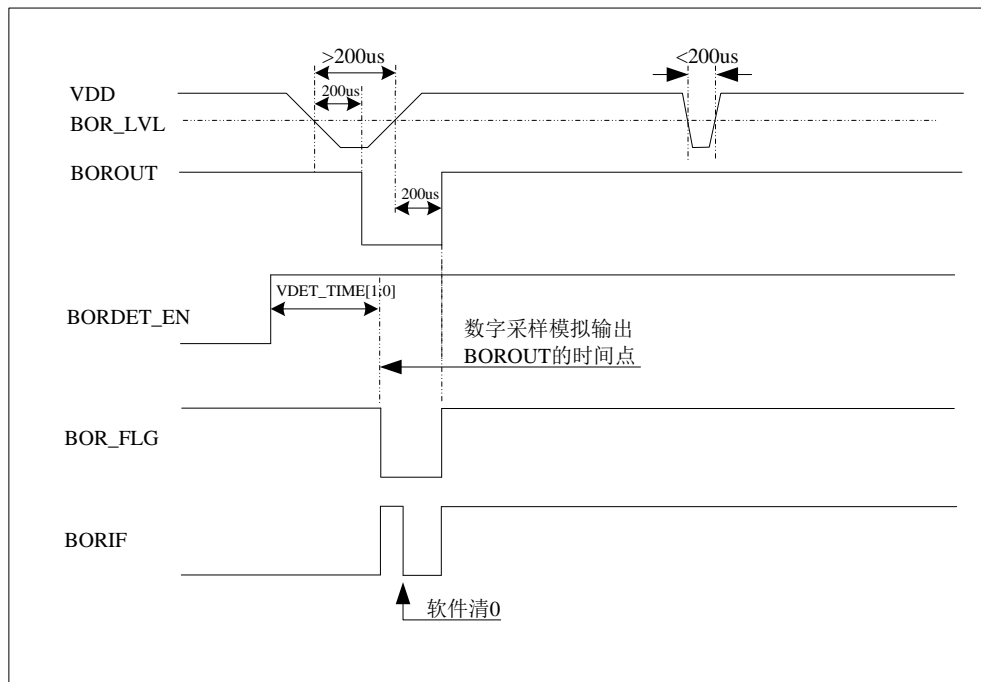 >200us
<200us
VDD
200us
BOR_LVL
BOROUT
200us
VDET_TIME[1:0]
BORDET_EN
数字采样模拟输出
BOROUT的时间点
BOR_FLG
BORIF
软件清0